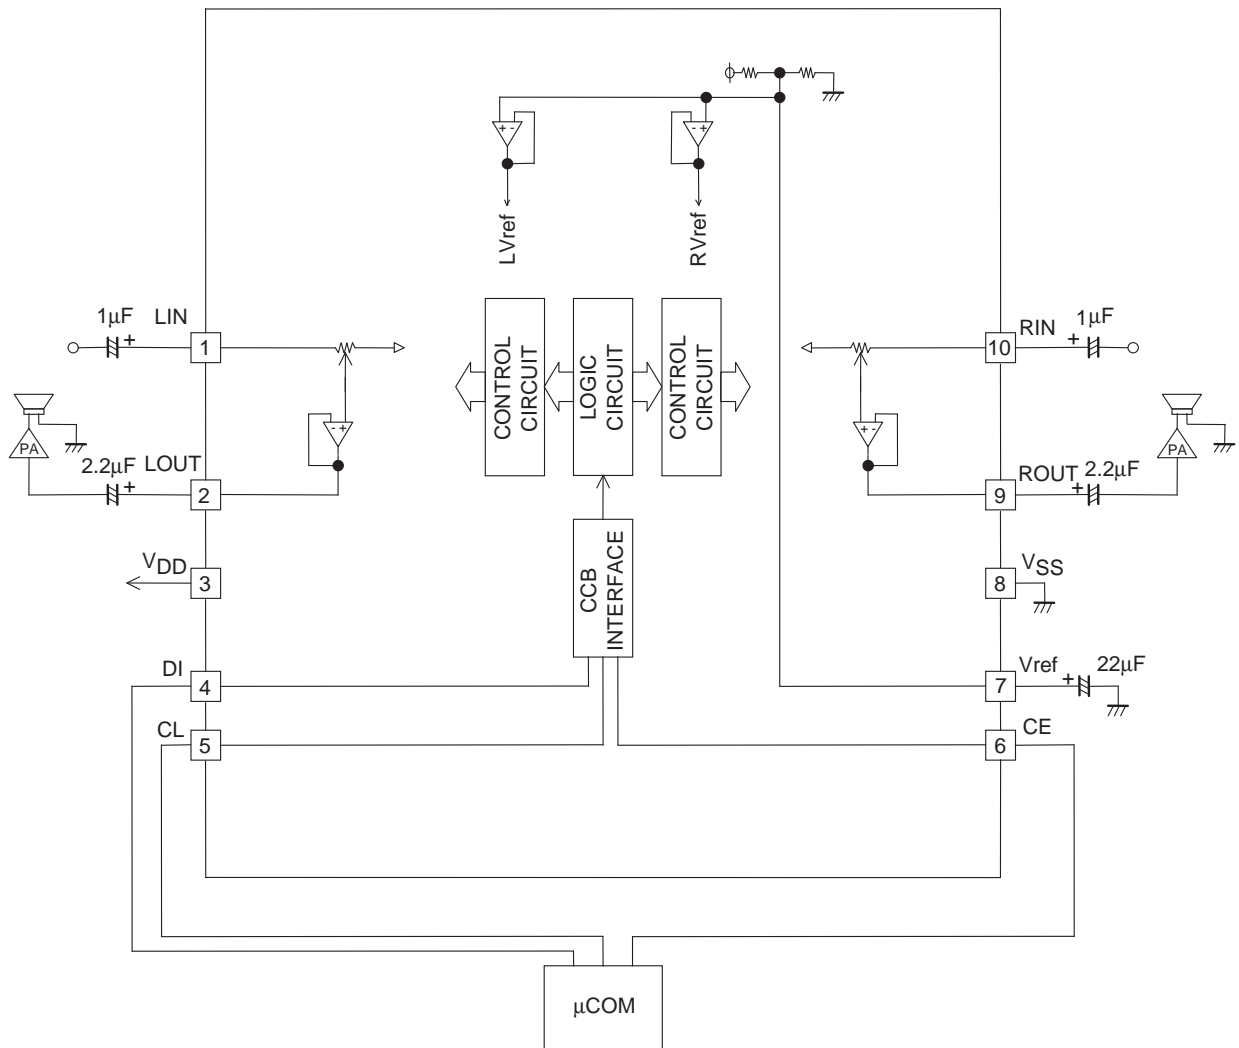 + -
- +
LVref
RVref
1μF
+
LIN
1
CONTROL
CIRCUIT
LOGIC
CIRCUIT
CONTROL
CIRCUIT
10
RIN
+
1μF
PA
- +
+ -
PA
2.2μF
+
LOUT
2
9
ROUT
+
2.2μF
VDD
3
CCB
INTERFACE
8
VSS
DI
4
7
Vref
+
22μF
CL
5
6
CE
μCOM